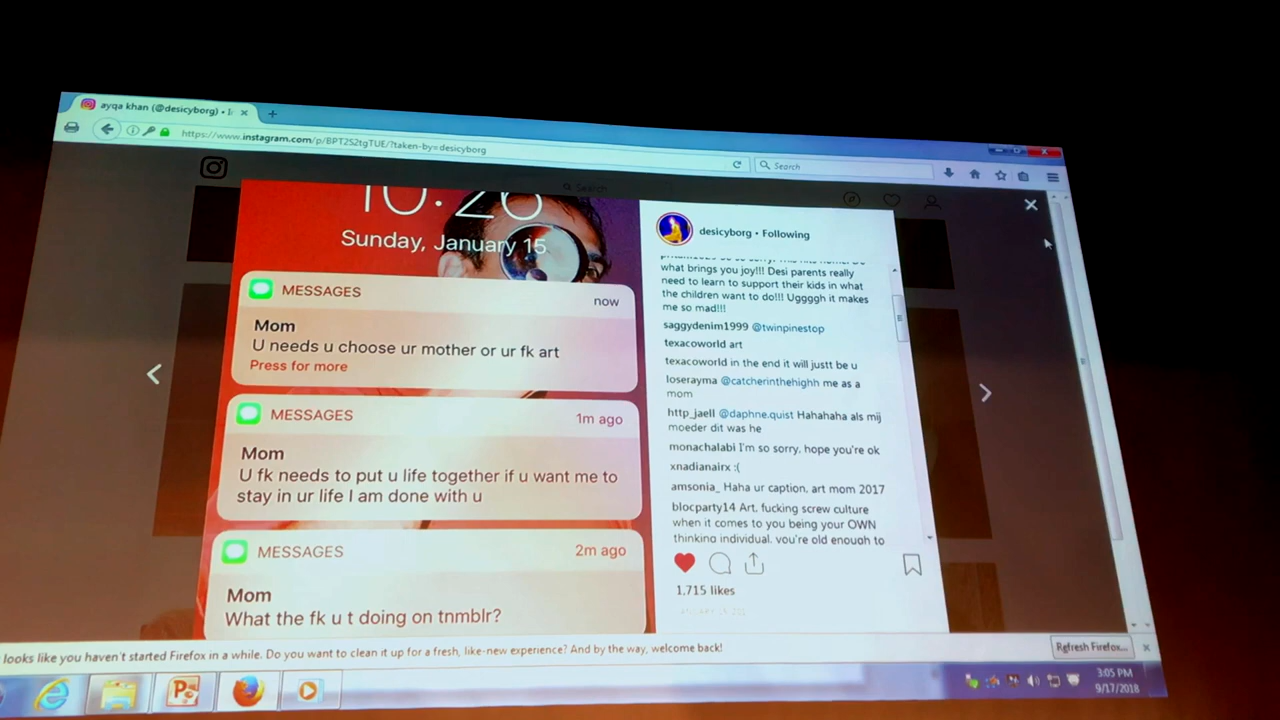 ayqa khan (@desicyborg) •
https://www.instagram.com/p/BPT2S2tgTUE/?taken-by=desicyborg
Search
Search
10:26
Sunday, January 15
MESSAGES
now
Mom
U needs u choose ur mother or ur fk art
Press for more
MESSAGES
1m ago
Mom
U fk needs to put u life together if u want me to
stay in ur life I am done with u
MESSAGES
2m ago
Mom
What the fk u t doing on tnmblr?
desicyborg • Following
what brings you joy!!! Desi parents really
need to learn to support their kids in what
the children want to do!!! Uggggh it makes
me so mad!!!
saggydenim1999 @twinpinestop
texacoworld art
texacoworld in the end it will justt be u
loserayma @catcherinthehighh me as a
mom
http_jaell @daphne.quist Hahahaha als mij
moeder dit was he
monachalabi I'm so sorry, hope you're ok
xnadianairx :(
amsonia_ Haha ur caption, art mom 2017
blocparty14 Art, fucking screw culture
when it comes to you being your OWN
thinking individual, you're old enough to
1,715 likes
looks like you haven't started Firefox in a while. Do you want to clean it up for a fresh, like-new experience? And by the way, welcome back!
Refresh Firefox...
3:05 PM
9/17/2018